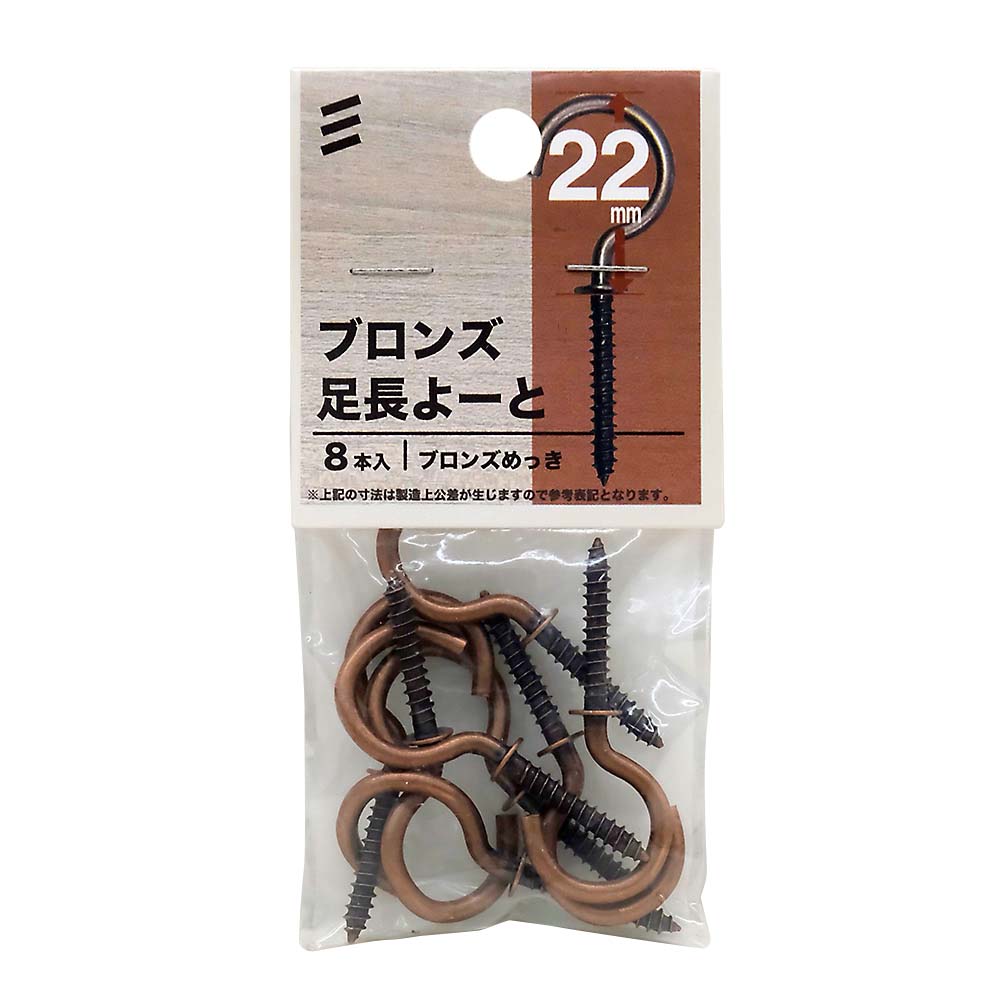 22
mm
ブロンズ
足長よーと
8本入 | ブロンズめっき
※上記の寸法は製造上公差が生じますので参考表記となります。